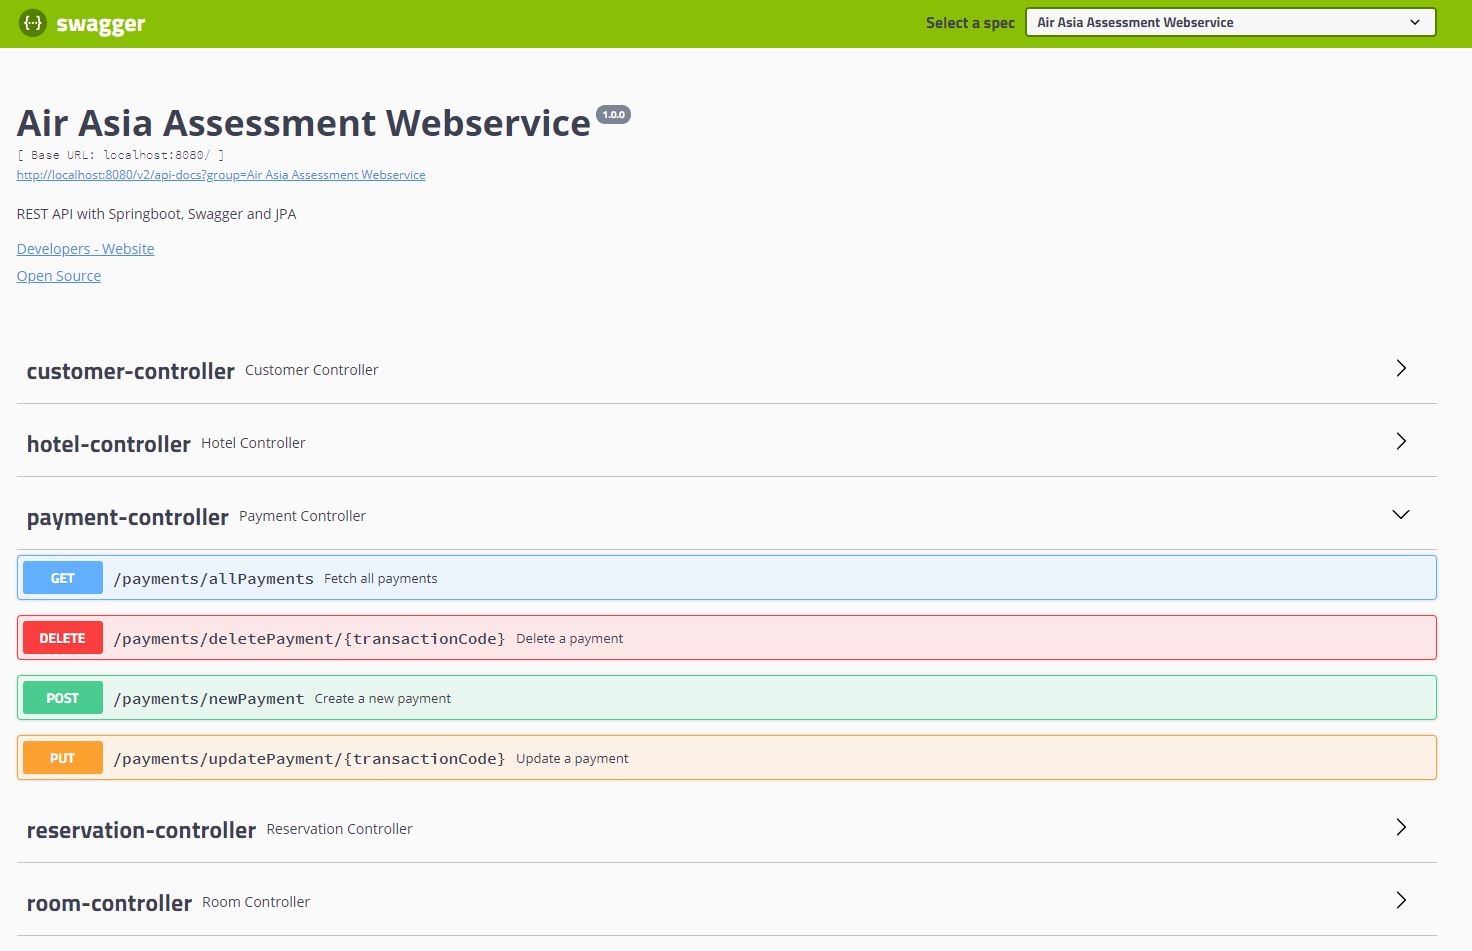 {···} swagger Select a spec Air Asia Assessment Webservice
Air Asia Assessment Webservice 1.0.0
[ Base URL: localhost:8080/ ]
http://localhost:8080/v2/api-docs?group=Air Asia Assessment Webservice
REST API with Springboot, Swagger and JPA
Developers - Website
Open Source
customer-controller Customer Controller
hotel-controller Hotel Controller
payment-controller Payment Controller
GET /payments/allPayments Fetch all payments
DELETE /payments/deletePayment/{transactionCode} Delete a payment
POST /payments/newPayment Create a new payment
PUT /payments/updatePayment/{transactionCode} Update a payment
reservation-controller Reservation Controller
room-controller Room Controller